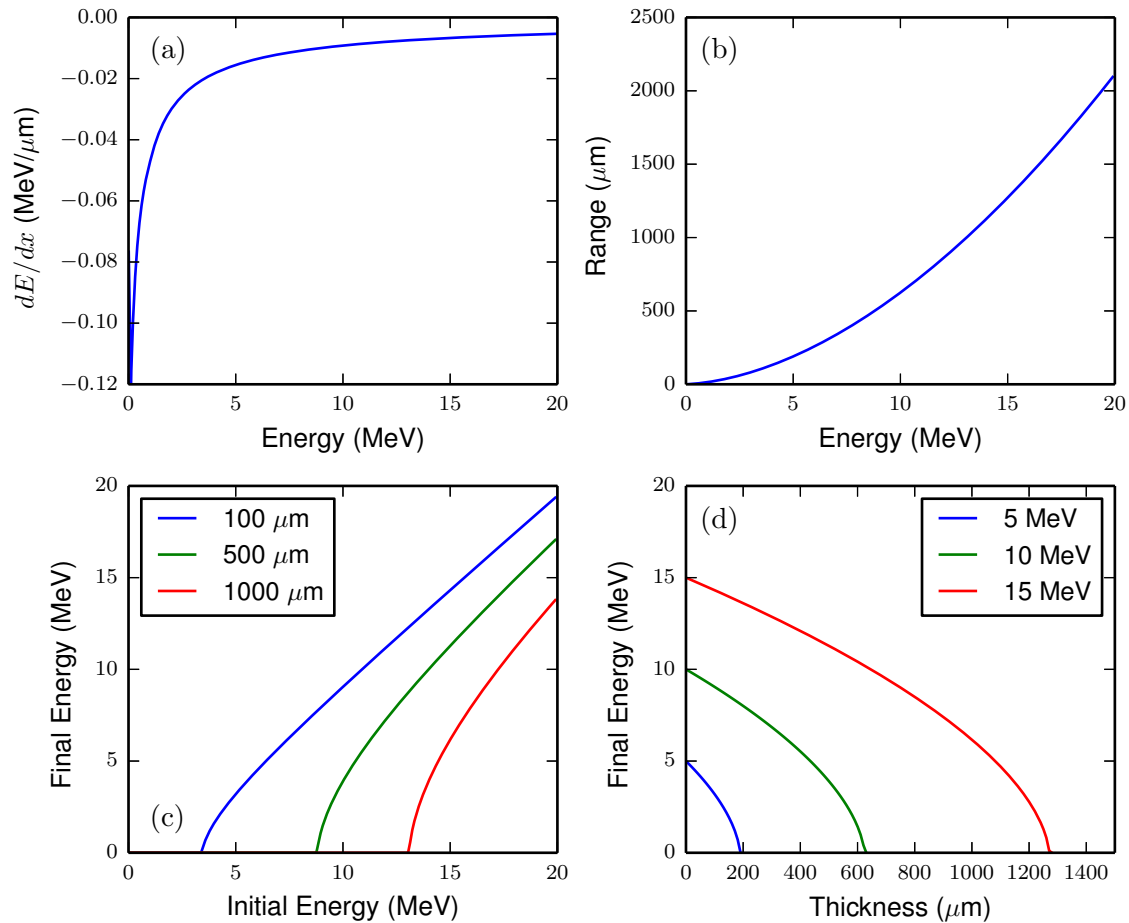 (a)
0.00
−0.02
−0.04
−0.06
−0.08
−0.10
−0.12
dE/dx (MeV/μm)
0 5 10 15 20
Energy (MeV)
(b)
2500
2000
1500
1000
500
0
Range (μm)
0 5 10 15 20
Energy (MeV)
(c)
20
15
10
5
0
Final Energy (MeV)
100 μm
500 μm
1000 μm
0 5 10 15 20
Initial Energy (MeV)
(d)
20
15
10
5
0
Final Energy (MeV)
5 MeV
10 MeV
15 MeV
0 200 400 600 800 1000 1200 1400
Thickness (μm)